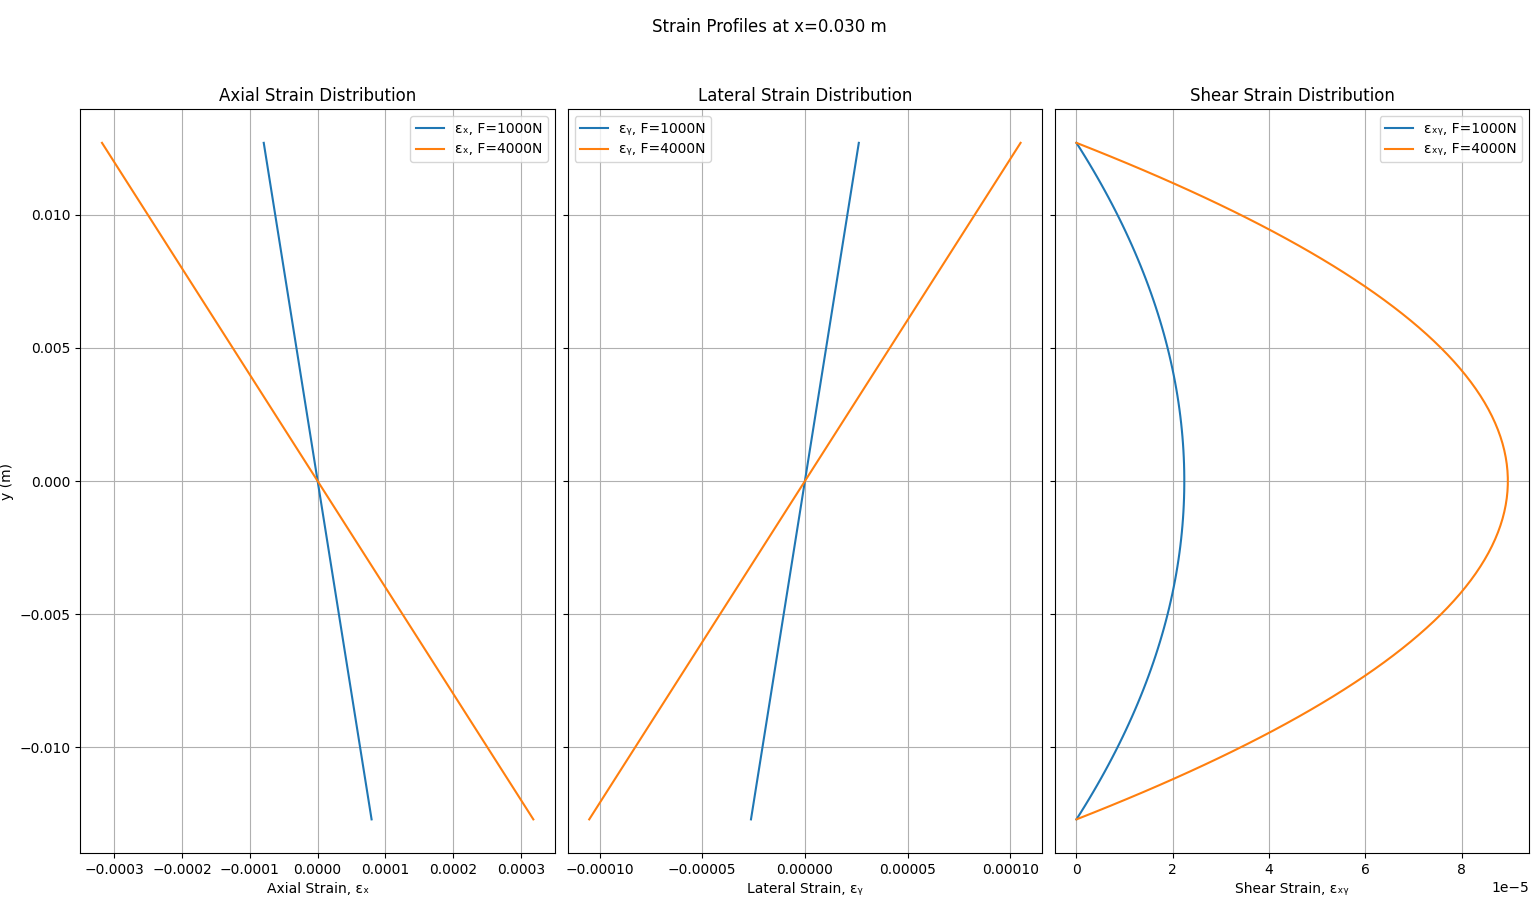 Strain Profiles at x=0.030 m
Axial Strain Distribution
εₓ, F=1000N
εₓ, F=4000N
y (m)
0.010
0.005
0.000
−0.005
−0.010
−0.0003 −0.0002 −0.0001 0.0000 0.0001 0.0002 0.0003
Axial Strain, εₓ
Lateral Strain Distribution
εᵧ, F=1000N
εᵧ, F=4000N
−0.00010 −0.00005 0.00000 0.00005 0.00010
Lateral Strain, εᵧ
Shear Strain Distribution
εₓᵧ, F=1000N
εₓᵧ, F=4000N
0 2 4 6 8
1e−5
Shear Strain, εₓᵧ